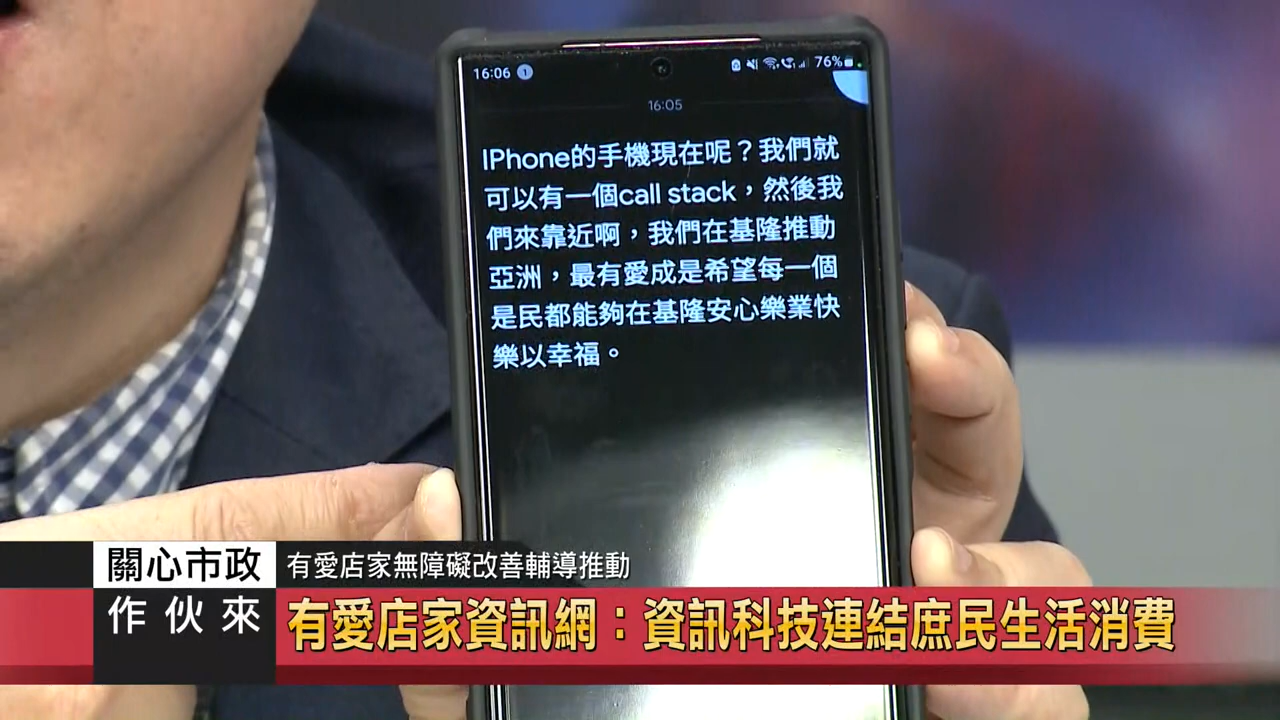 16:06 1 76%
16:05
IPhone的手機現在呢？我們就
可以有一個call stack，然後我
們來靠近啊，我們在基隆推動
亞洲，最有愛成是希望每一個
是民都能夠在基隆安心樂業快
樂以幸福。
關心市政
作伙來
有愛店家無障礙改善輔導推動
有愛店家資訊網：資訊科技連結庶民生活消費